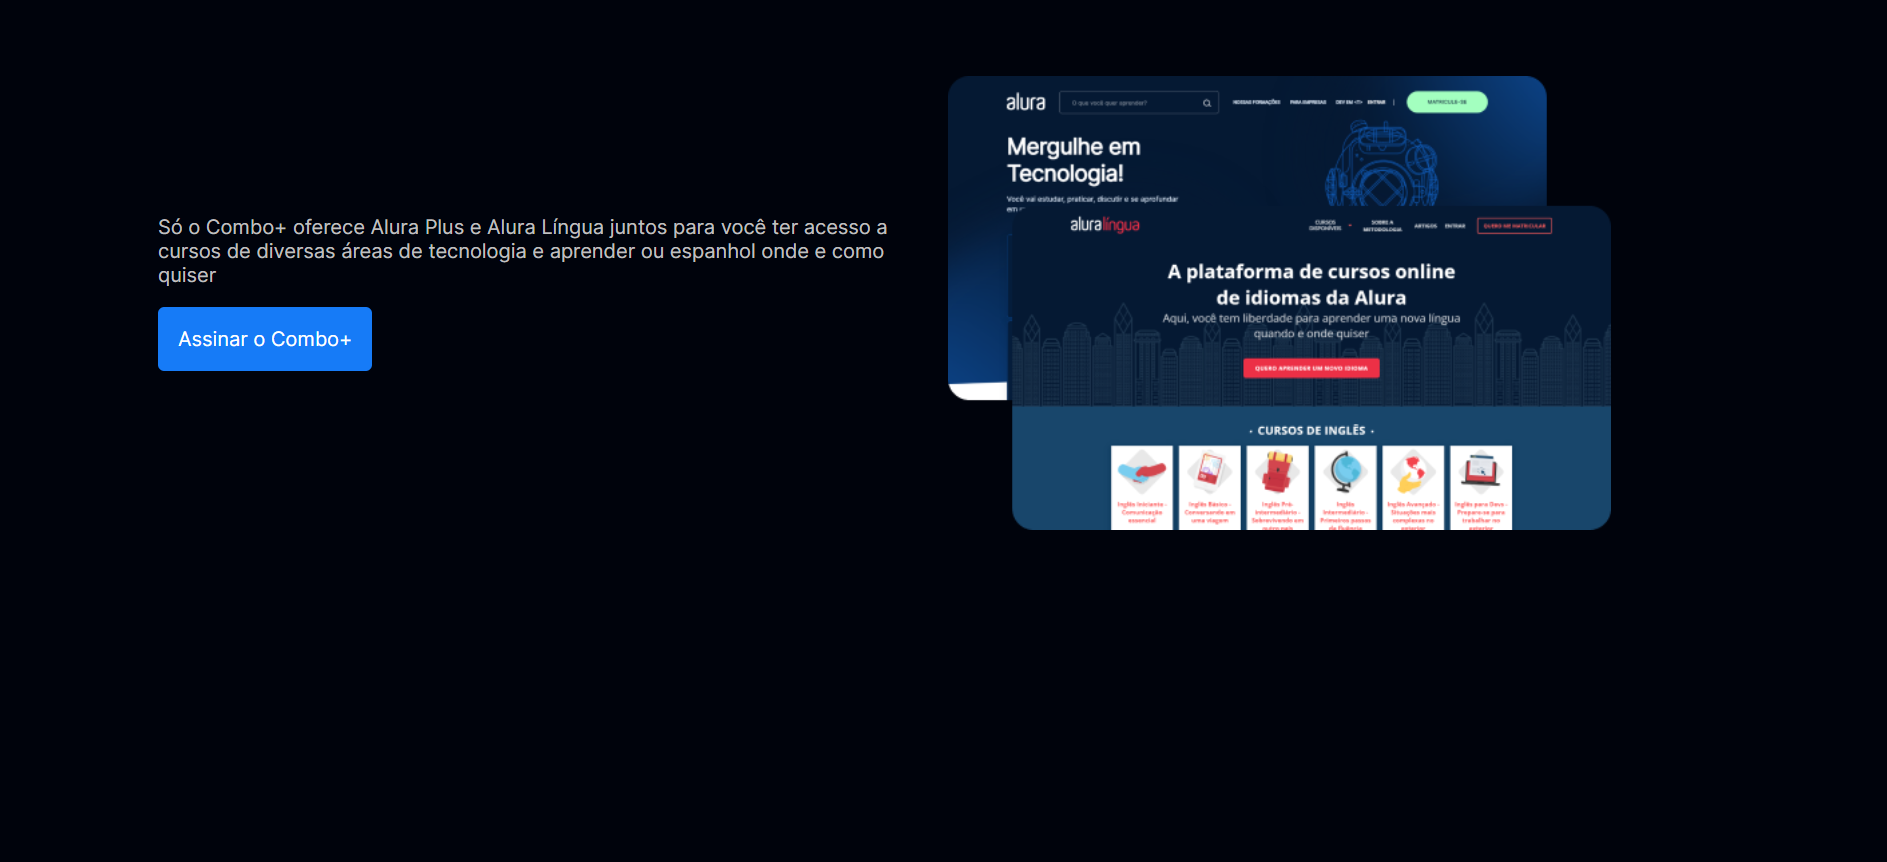 Só o Combo+ oferece Alura Plus e Alura Língua juntos para você ter acesso a
cursos de diversas áreas de tecnologia e aprender ou espanhol onde e como
quiser
Assinar o Combo+
alura
O que você quer aprender?
NOSSAS FORMAÇÕES PARA EMPRESAS DEV EM <T> ENTRAR |
MATRICULE-SE
Mergulhe em
Tecnologia!
Você vai estudar, praticar, discutir e se aprofundar
em
alura língua
CURSOS
DISPONÍVEIS
SOBRE A
METODOLOGIA
ARTIGOS
ENTRAR
QUERO ME MATRICULAR
A plataforma de cursos online
de idiomas da Alura
Aqui, você tem liberdade para aprender uma nova língua
quando e onde quiser
QUERO APRENDER UM NOVO IDIOMA
• CURSOS DE INGLÊS •
Inglês Iniciante -
Comunicação
essencial
Inglês Básico -
Conversando em
uma viagem
Inglês Pré-
intermediário -
Sobrevivendo em
outro país
Inglês
Intermediário -
Primeiros passos
da fluência
Inglês Avançado -
Situações mais
complexas no
exterior
Inglês para Devs -
Prepare-se para
trabalhar no
exterior